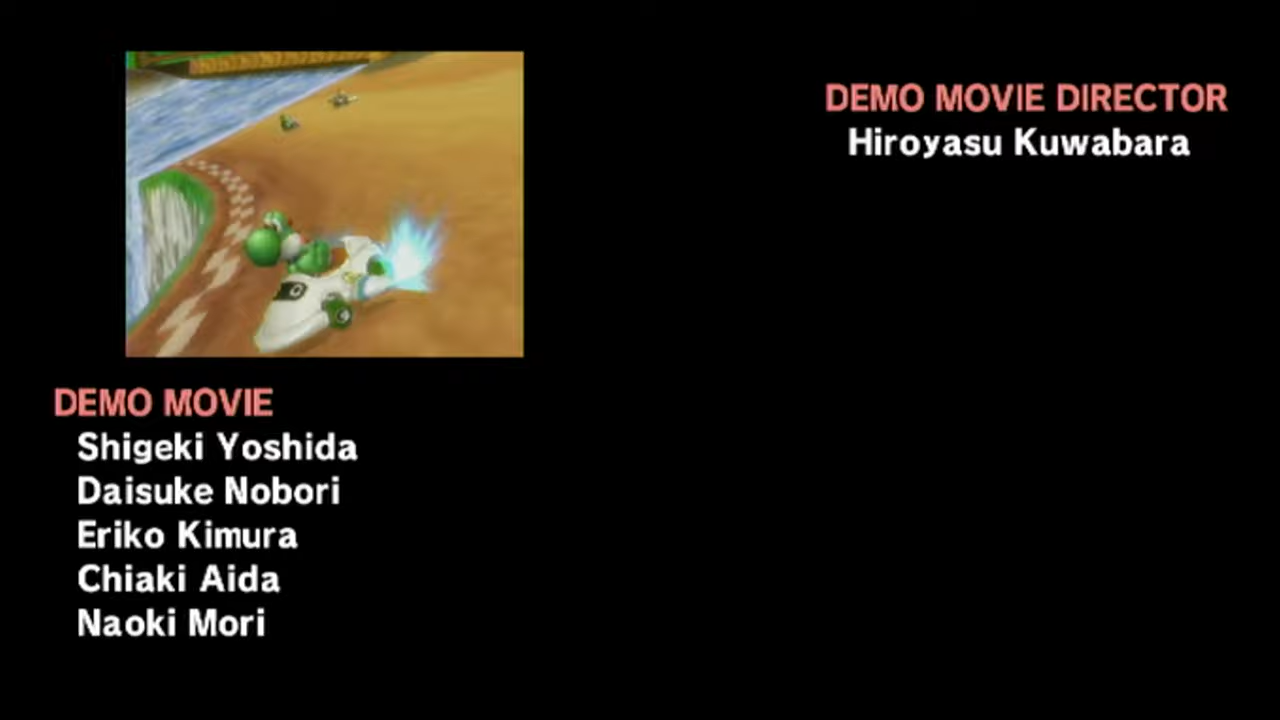 DEMO MOVIE DIRECTOR
Hiroyasu Kuwabara
DEMO MOVIE
Shigeki Yoshida
Daisuke Nobori
Eriko Kimura
Chiaki Aida
Naoki Mori